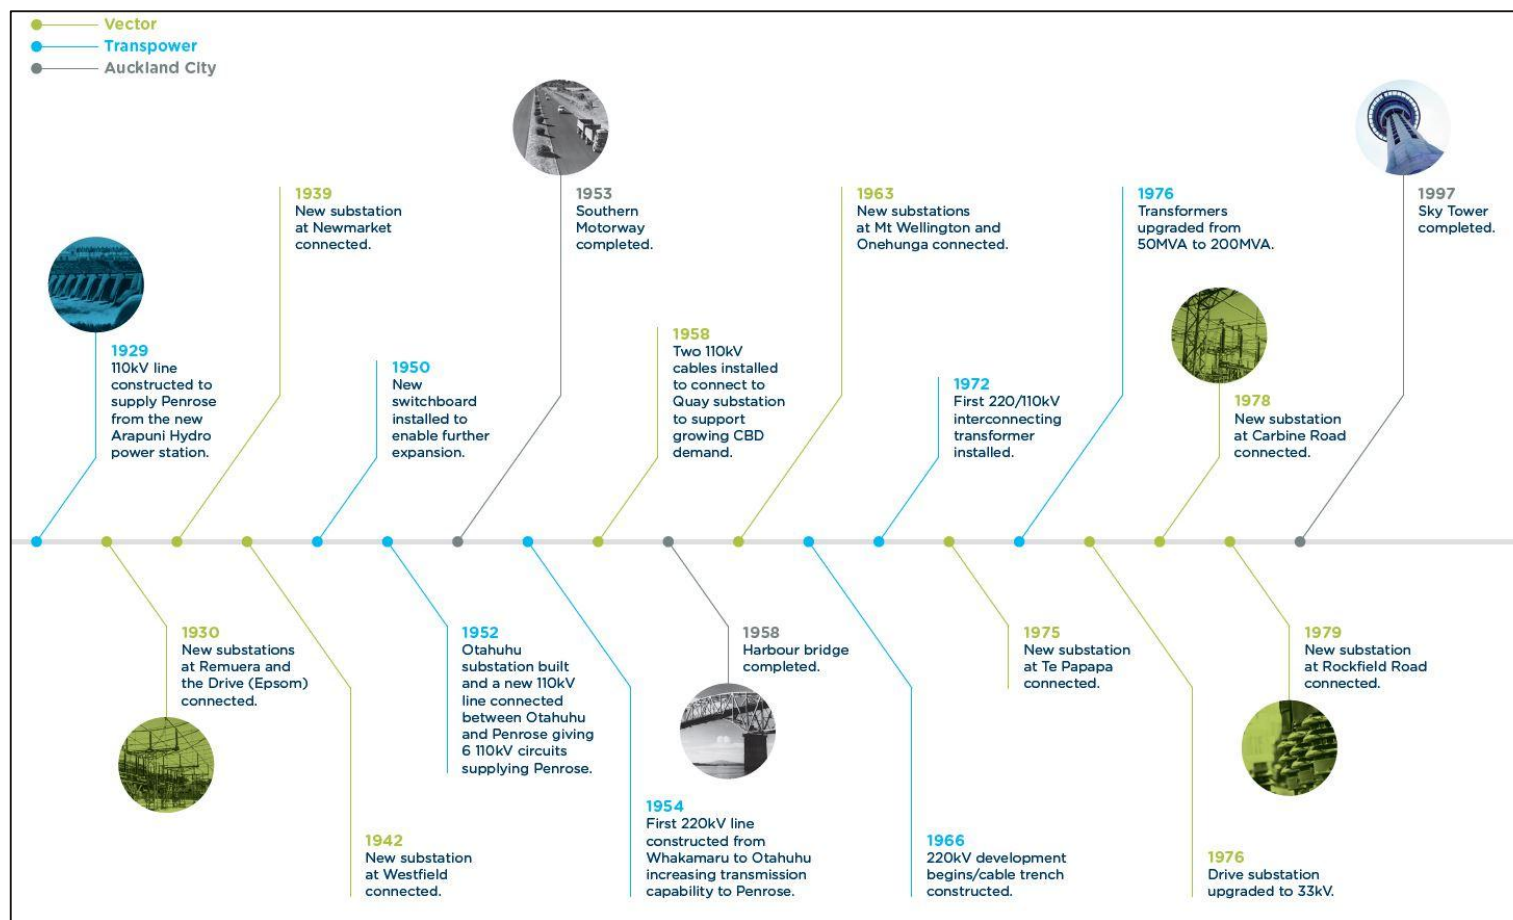 Vector
Transpower
Auckland City
1929
110kV line
constructed to
supply Penrose
from the new
Arapuni Hydro
power station.
1930
New substations
at Remuera and
the Drive (Epsom)
connected.
1939
New substation
at Newmarket
connected.
1942
New substation
at Westfield
connected.
1950
New
switchboard
installed to
enable further
expansion.
1952
Otahuhu
substation built
and a new 110kV
line connected
between Otahuhu
and Penrose giving
6 110kV circuits
supplying Penrose.
1953
Southern
Motorway
completed.
1954
First 220kV line
constructed from
Whakamaru to Otahuhu
increasing transmission
capability to Penrose.
1958
Two 110kV
cables installed
to connect to
Quay substation
to support
growing CBD
demand.
1958
Harbour bridge
completed.
1963
New substations
at Mt Wellington and
Onehunga connected.
1966
220kV development
begins/cable trench
constructed.
1972
First 220/110kV
interconnecting
transformer
installed.
1975
New substation
at Te Papapa
connected.
1976
Transformers
upgraded from
50MVA to 200MVA.
1976
Drive substation
upgraded to 33kV.
1978
New substation
at Carbine Road
connected.
1979
New substation
at Rockfield Road
connected.
1997
Sky Tower
completed.